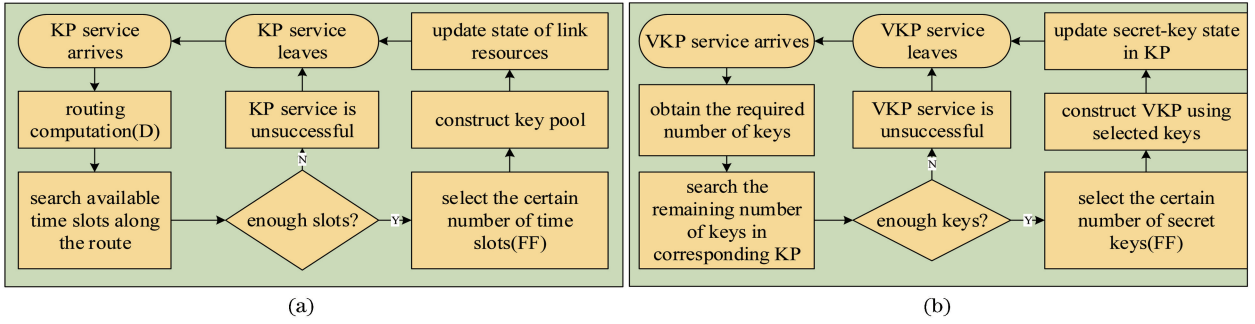 KP service
arrives
KP service
leaves
update state of link
resources
routing
computation(D)
KP service is
unsuccessful
construct key pool
N
search available
time slots along
the route
enough slots?
Y
select the certain
number of time
slots(FF)
(a)
VKP service arrives
VKP service
leaves
update secret-key state
in KP
obtain the required
number of keys
VKP service is
unsuccessful
construct VKP using
selected keys
N
search the
remaining number
of keys in
corresponding KP
enough keys?
Y
select the certain
number of secret
keys(FF)
(b)